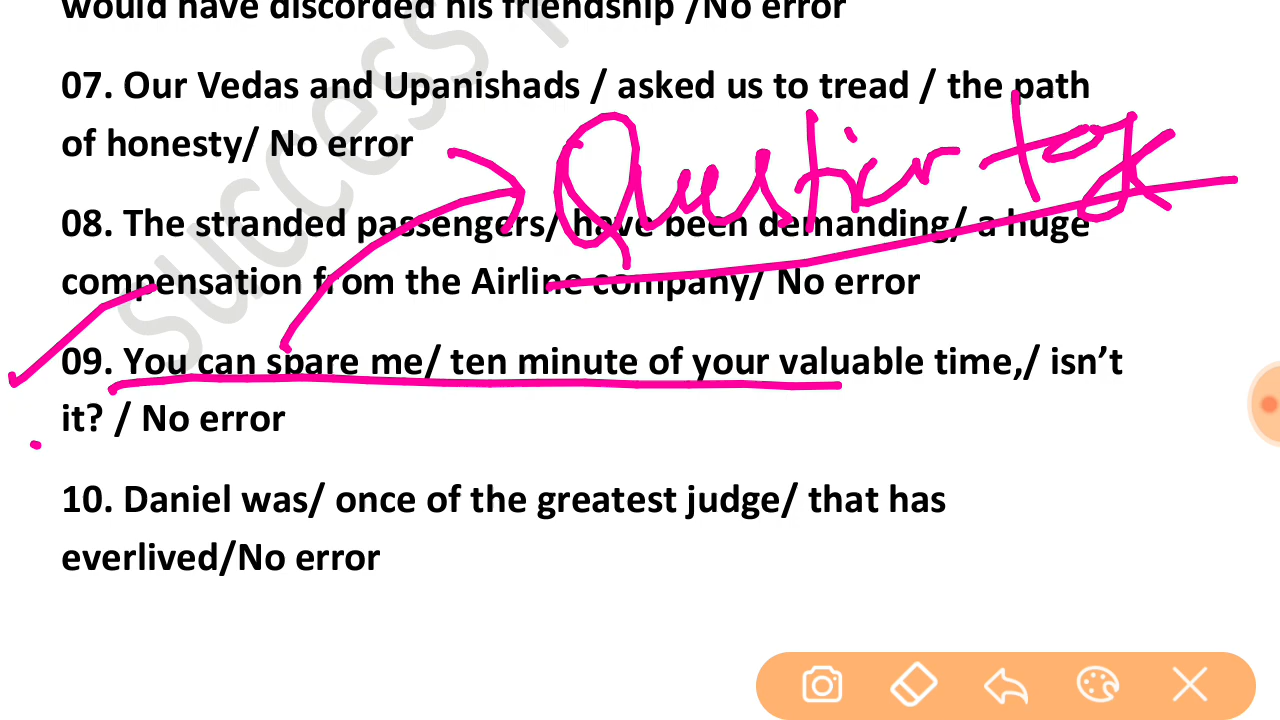 would have discorded his friendship /No error
07. Our Vedas and Upanishads / asked us to tread / the path
of honesty/ No error
Question tag
08. The stranded passengers/ have been demanding/ a huge
compensation from the Airline company/ No error
09. You can spare me/ ten minute of your valuable time,/ isn't
it? / No error
10. Daniel was/ once of the greatest judge/ that has
everlived/No error
success